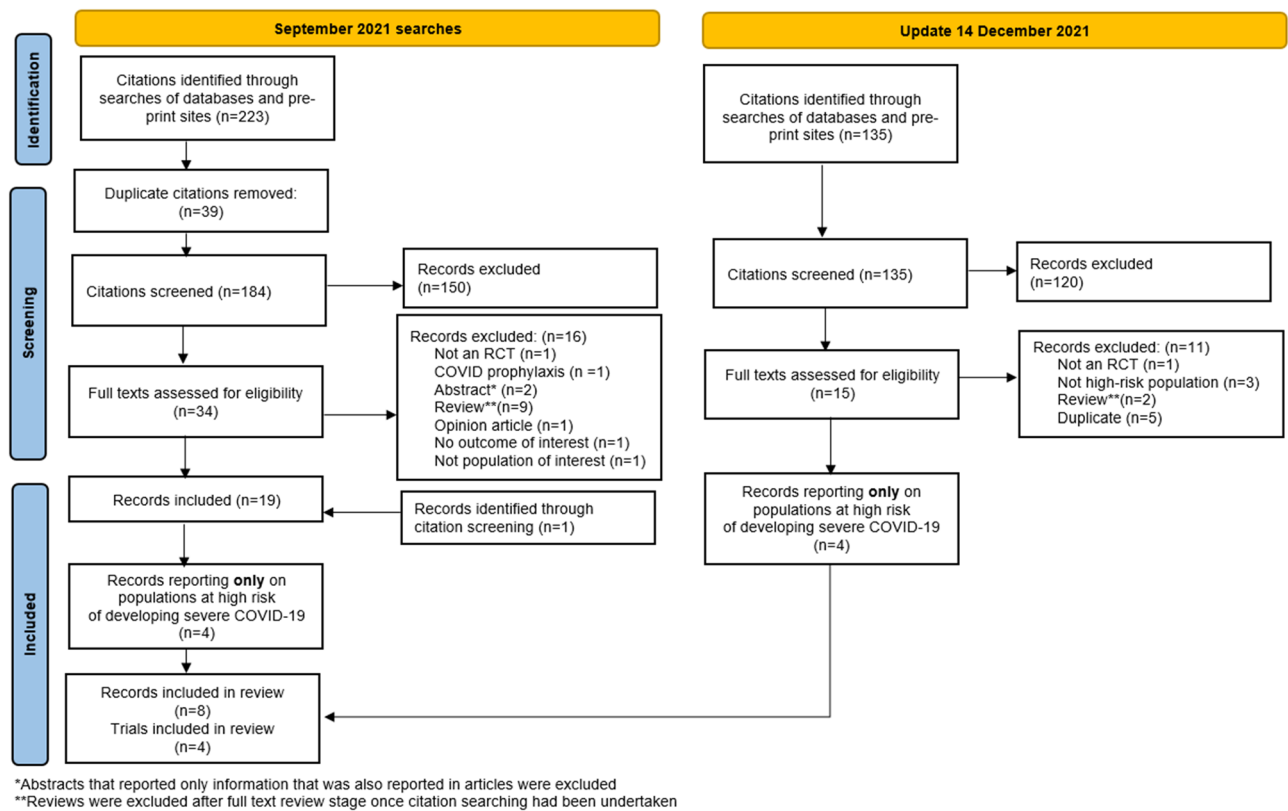 September 2021 searches
Update 14 December 2021
Identification
Citations identified through
searches of databases and pre-
print sites (n=223)
Citations identified through
searches of databases and pre-
print sites (n=135)
Screening
Duplicate citations removed:
(n=39)
Citations screened (n=184)
Records excluded
(n=150)
Citations screened (n=135)
Records excluded
(n=120)
Full texts assessed for eligibility
(n=34)
Records excluded: (n=16)
Not an RCT (n=1)
COVID prophylaxis (n =1)
Abstract* (n=2)
Review**(n=9)
Opinion article (n=1)
No outcome of interest (n=1)
Not population of interest (n=1)
Full texts assessed for eligibility
(n=15)
Records excluded: (n=11)
Not an RCT (n=1)
Not high-risk population (n=3)
Review**(n=2)
Duplicate (n=5)
Included
Records included (n=19)
Records identified through
citation screening (n=1)
Records reporting only on
populations at high risk
of developing severe COVID-19
(n=4)
Records reporting only on
populations at high risk
of developing severe COVID-19
(n=4)
Records included in review
(n=8)
Trials included in review
(n=4)
*Abstracts that reported only information that was also reported in articles were excluded
**Reviews were excluded after full text review stage once citation searching had been undertaken